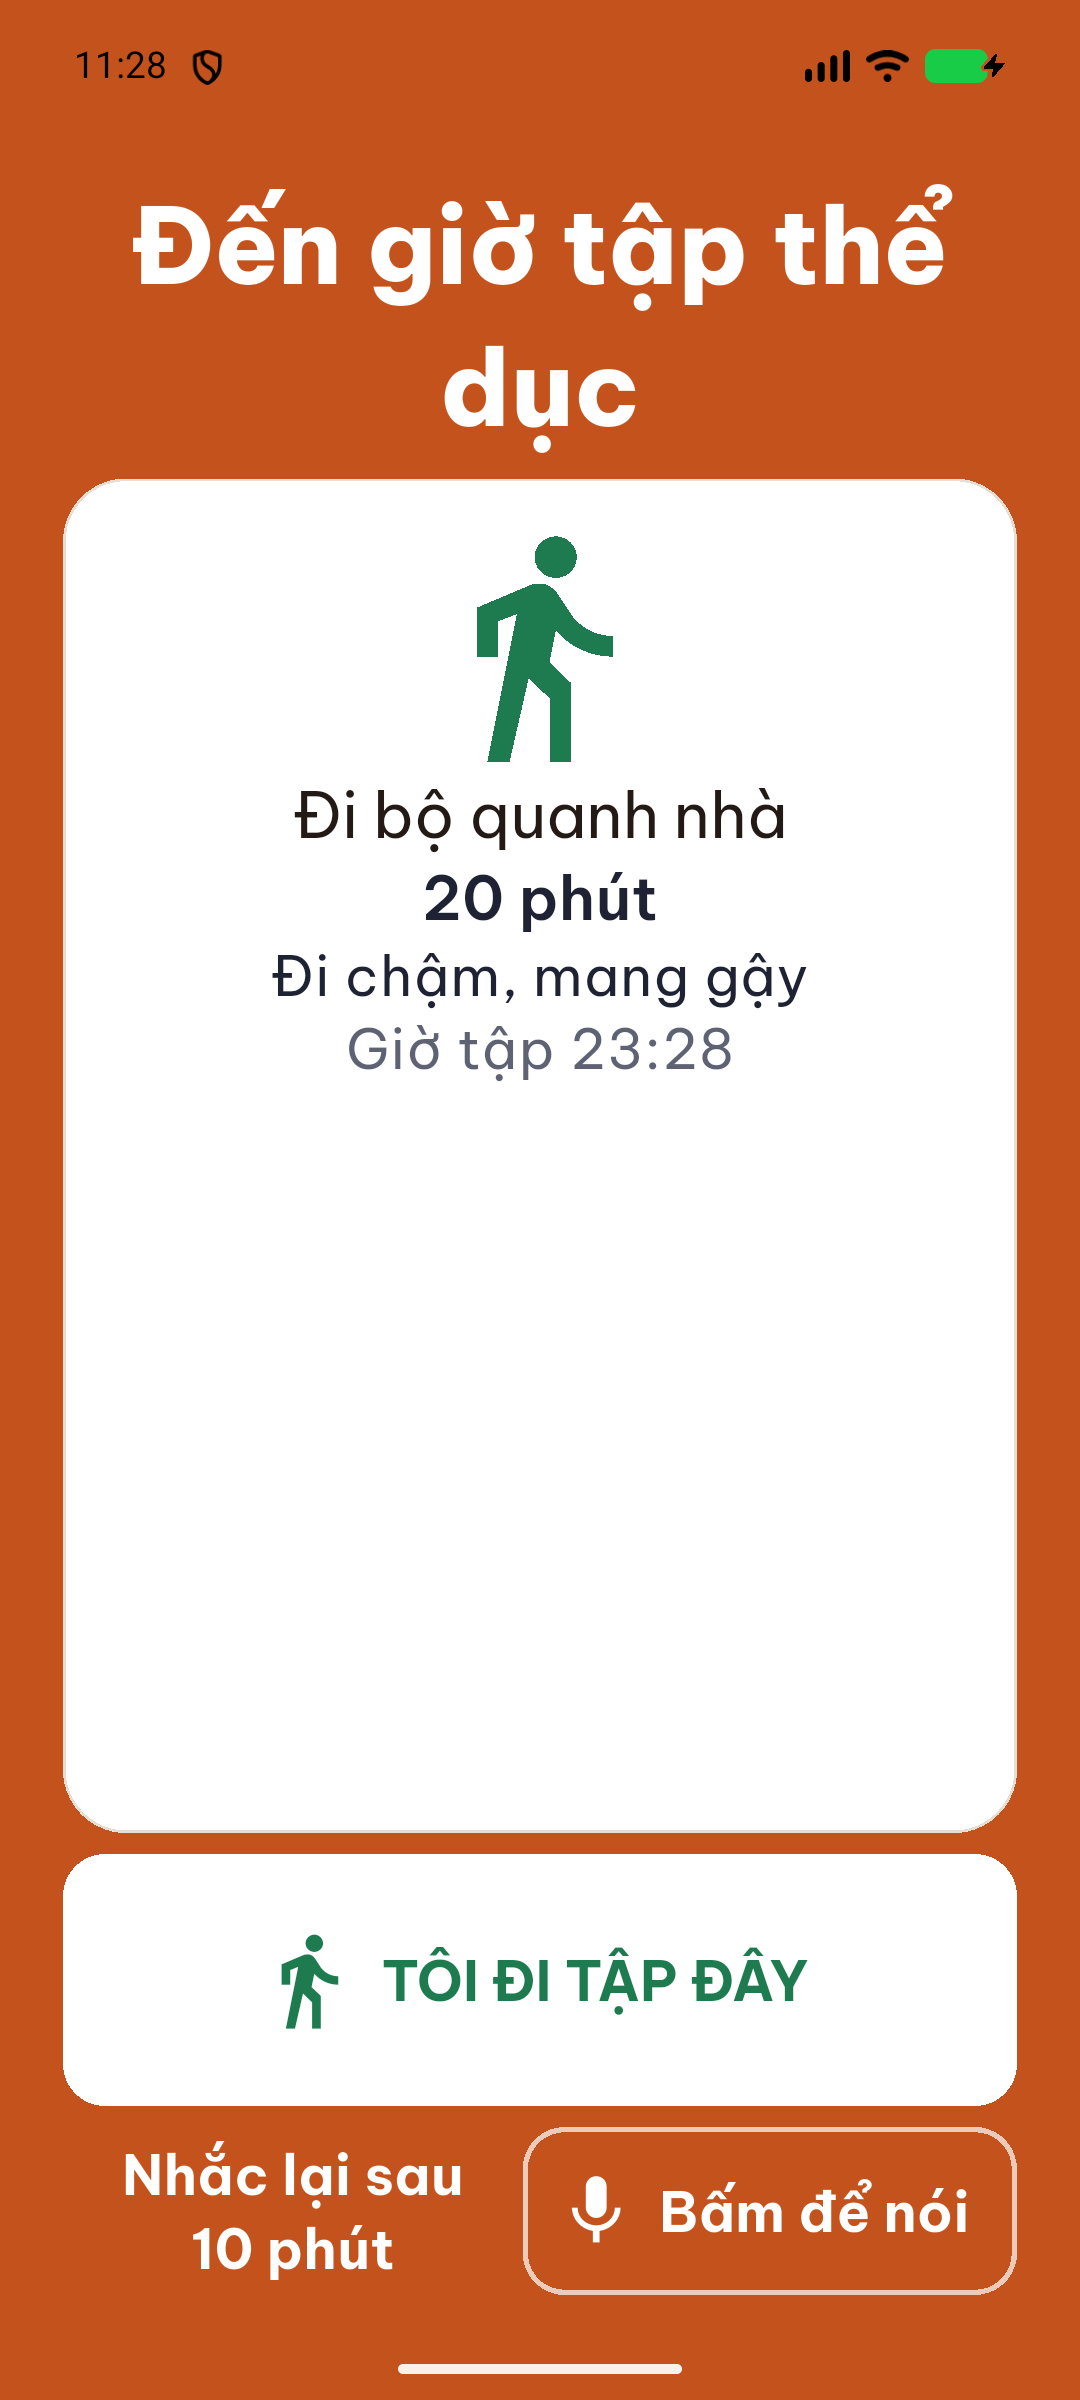 11:28
Đến giờ tập thể
dục
Đi bộ quanh nhà
20 phút
Đi chậm, mang gậy
Giờ tập 23:28
TÔI ĐI TẬP ĐÂY
Nhắc lại sau
10 phút
Bấm để nói